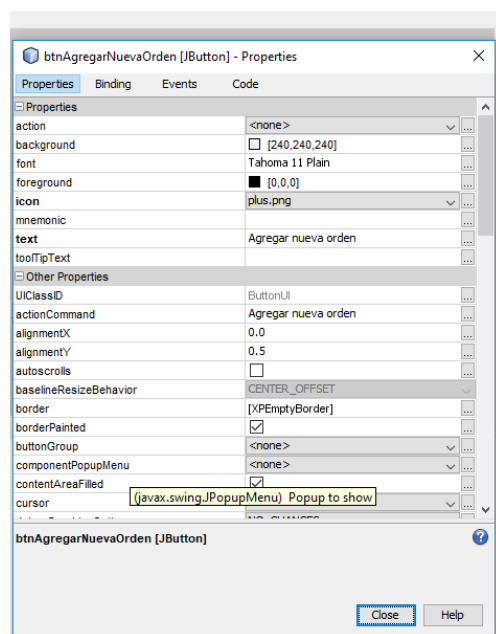 btnAgregarNuevaOrden [JButton] - Properties
Properties Binding Events Code
Properties
action <none> ...
background [240,240,240] ...
font Tahoma 11 Plain ...
foreground [0,0,0] ...
icon plus.png ...
mnemonic ...
text Agregar nueva orden ...
toolTipText ...
Other Properties
UIClassID ButtonUI ...
actionCommand Agregar nueva orden ...
alignmentX 0.0 ...
alignmentY 0.5 ...
autoscrolls ...
baselineResizeBehavior CENTER_OFFSET
border [XPEmptyBorder] ...
borderPainted ...
buttonGroup <none> ...
componentPopupMenu <none> ...
contentAreaFilled ...
(javax.swing.JPopupMenu) Popup to show
cursor ...
btnAgregarNuevaOrden [JButton]
Close Help